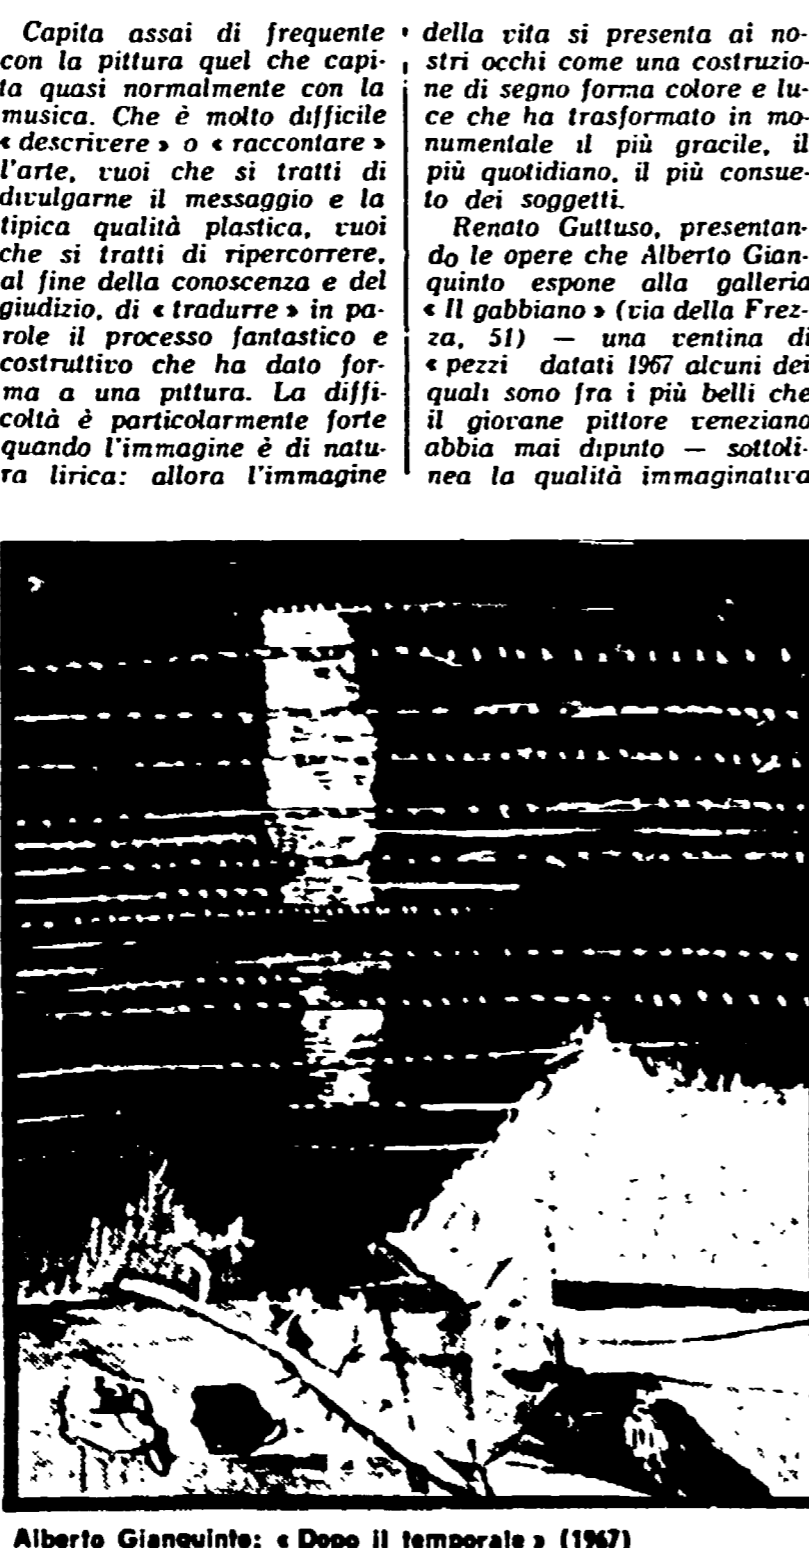 Capita assai di frequente
con la pittura quel che capi-
ta quasi normalmente con la
musica. Che è molto difficile
« descrivere » o « raccontare »
l'arte, vuoi che si tratti di
divulgarne il messaggio e la
tipica qualità plastica, vuoi
che si tratti di ripercorrere,
al fine della conoscenza e del
giudizio, di « tradurre » in pa-
role il processo fantastico e
costruttivo che ha dato for-
ma a una pittura. La diffi-
coltà è particolarmente forte
quando l'immagine è di natu-
ra lirica: allora l'immagine
della vita si presenta ai no-
stri occhi come una costruzio-
ne di segno forma colore e lu-
ce che ha trasformato in mo-
numentale il più gracile, il
più quotidiano, il più consue-
to dei soggetti.
Renato Guttuso, presentan-
do le opere che Alberto Gian-
quinto espone alla galleria
« Il gabbiano » (via della Frez-
za, 51) — una ventina di
« pezzi datati 1967 alcuni dei
quali sono fra i più belli che
il giovane pittore veneziano
abbia mai dipinto — sottoli-
nea la qualità immaginativa
Alberto Gianquinto: « Dopo il temporale » (1967)